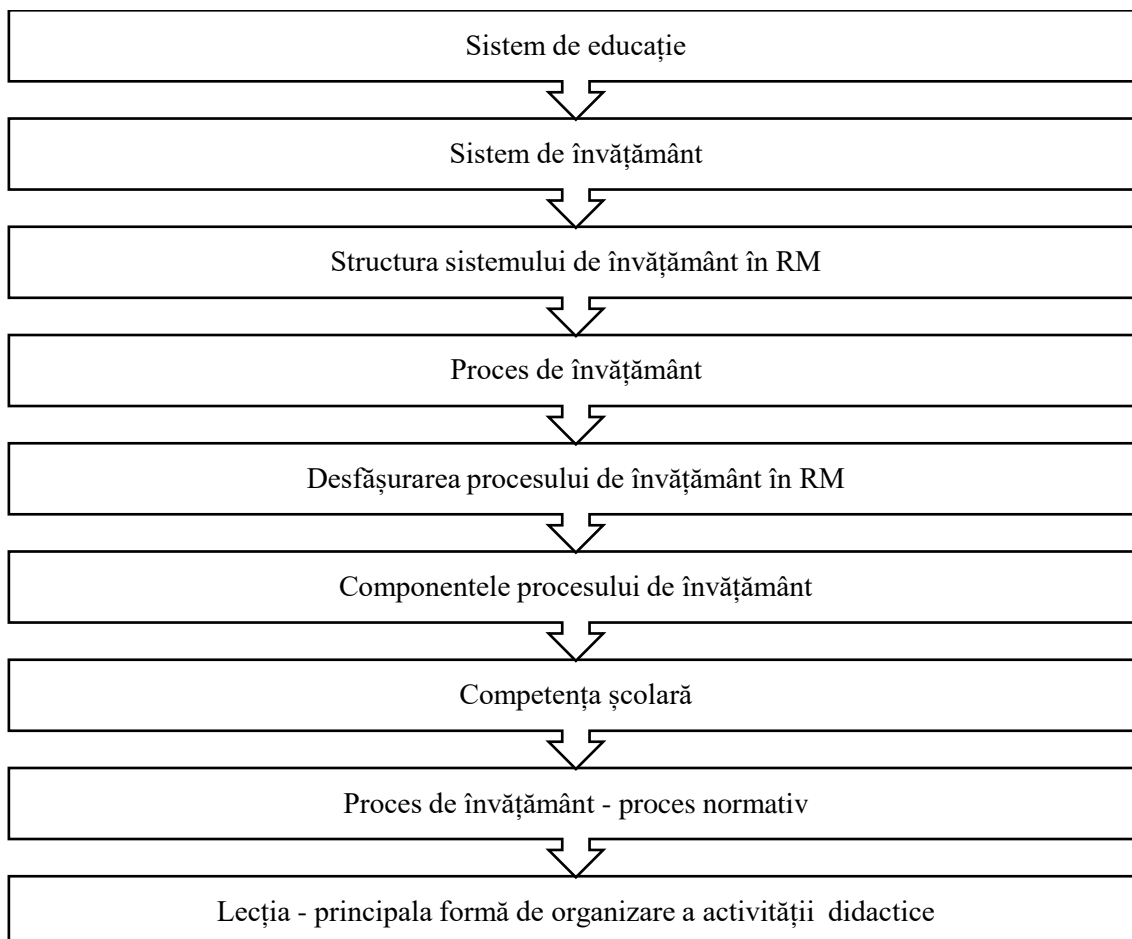 Sistem de educație
Sistem de învățământ
Structura sistemului de învățământ în RM
Proces de învățământ
Desfășurarea procesului de învățământ în RM
Componentele procesului de învățământ
Competența școlară
Proces de învățământ - proces normativ
Lecția - principala formă de organizare a activității didactice